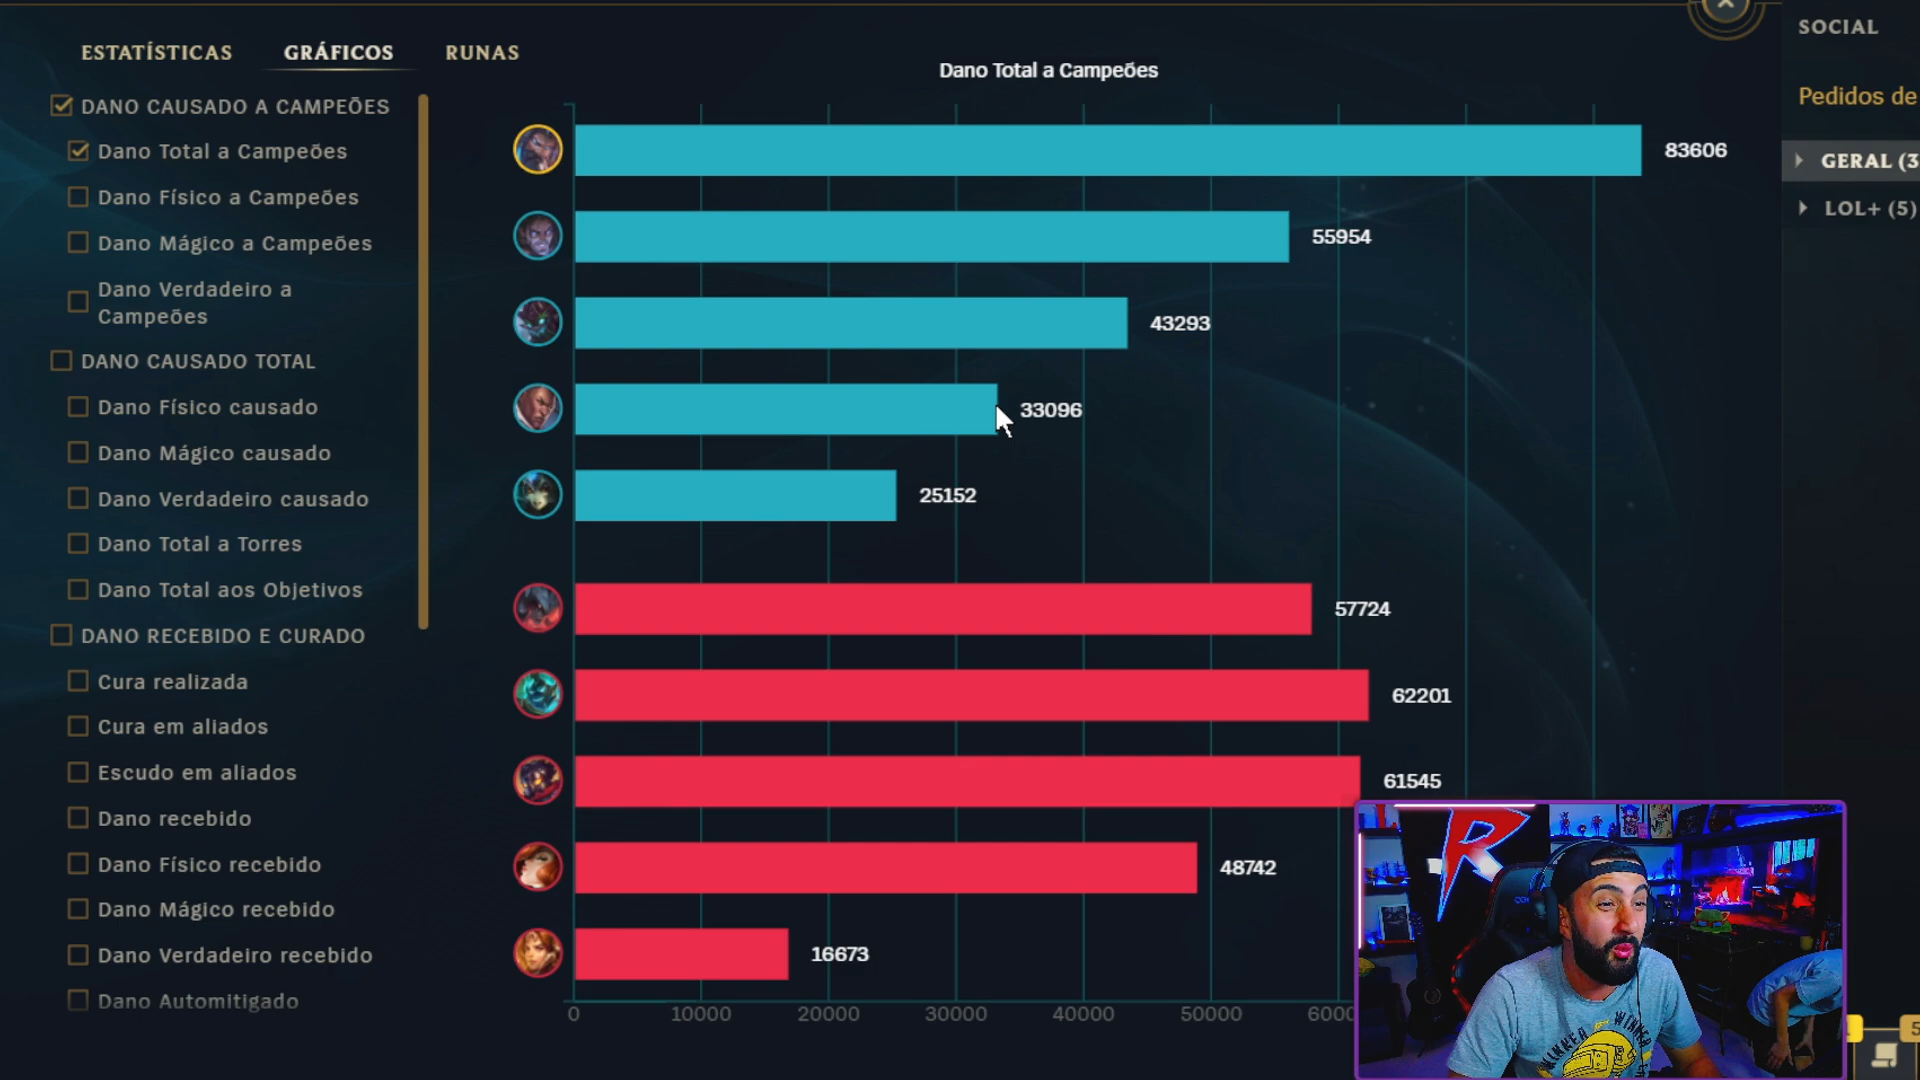 ESTATÍSTICAS GRÁFICOS RUNAS
DANO CAUSADO A CAMPEÕES
Dano Total a Campeões
Dano Físico a Campeões
Dano Mágico a Campeões
Dano Verdadeiro a
Campeões
DANO CAUSADO TOTAL
Dano Físico causado
Dano Mágico causado
Dano Verdadeiro causado
Dano Total a Torres
Dano Total aos Objetivos
DANO RECEBIDO E CURADO
Cura realizada
Cura em aliados
Escudo em aliados
Dano recebido
Dano Físico recebido
Dano Mágico recebido
Dano Verdadeiro recebido
Dano Automitigado
Dano Total a Campeões
83606
55954
43293
33096
25152
57724
62201
61545
48742
16673
0 10000 20000 30000 40000 50000 6000
SOCIAL
Pedidos de
GERAL (3
LOL+ (5)
R
WINNER WINNER
5